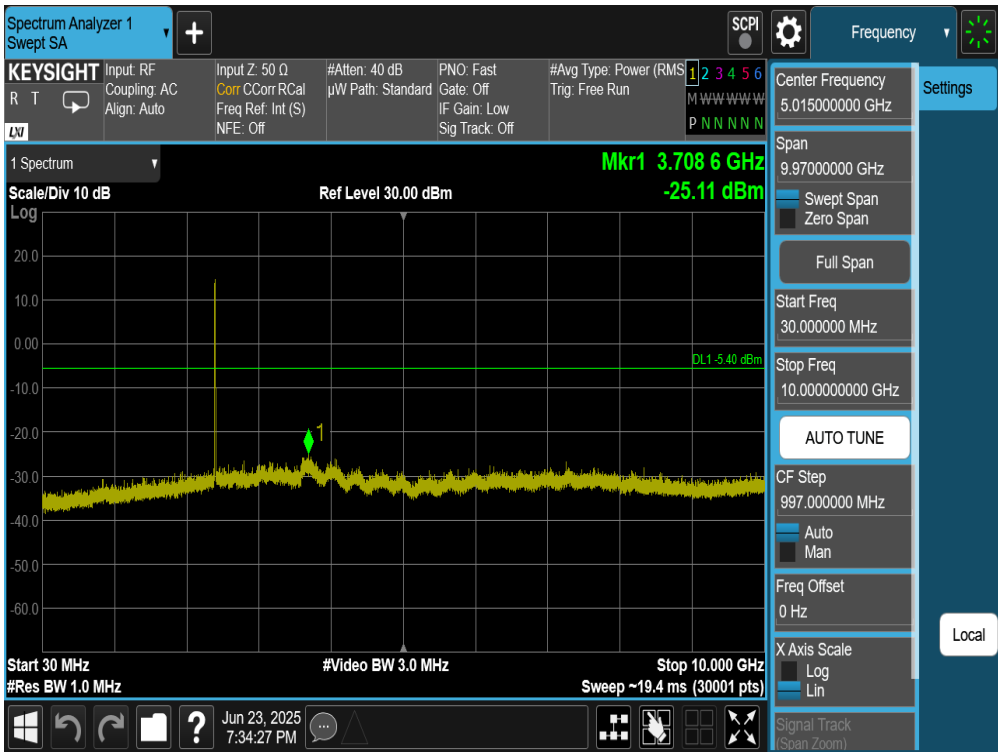 Spectrum Analyzer 1
Swept SA
SCPI
Frequency
KEYSIGHT
R T
LXI
Input: RF
Coupling: AC
Align: Auto
Input Z: 50 Ω
Corr CCorr RCal
Freq Ref: Int (S)
NFE: Off
#Atten: 40 dB
µW Path: Standard
PNO: Fast
Gate: Off
IF Gain: Low
Sig Track: Off
#Avg Type: Power (RMS
Trig: Free Run
1 2 3 4 5 6
M W W W W W
P N N N N N
1 Spectrum
Scale/Div 10 dB
Ref Level 30.00 dBm
Mkr1 3.708 6 GHz
-25.11 dBm
Log
20.0
10.0
0.00
-10.0
-20.0
-30.0
-40.0
-50.0
-60.0
DL1 -5.40 dBm
1
Start 30 MHz
#Res BW 1.0 MHz
#Video BW 3.0 MHz
Stop 10.000 GHz
Sweep ~19.4 ms (30001 pts)
Center Frequency
5.015000000 GHz
Span
9.97000000 GHz
Swept Span
Zero Span
Full Span
Start Freq
30.000000 MHz
Stop Freq
10.000000000 GHz
AUTO TUNE
CF Step
997.000000 MHz
Auto
Man
Freq Offset
0 Hz
X Axis Scale
Log
Lin
Signal Track
(Span Zoom)
Settings
Local
?
Jun 23, 2025
7:34:27 PM